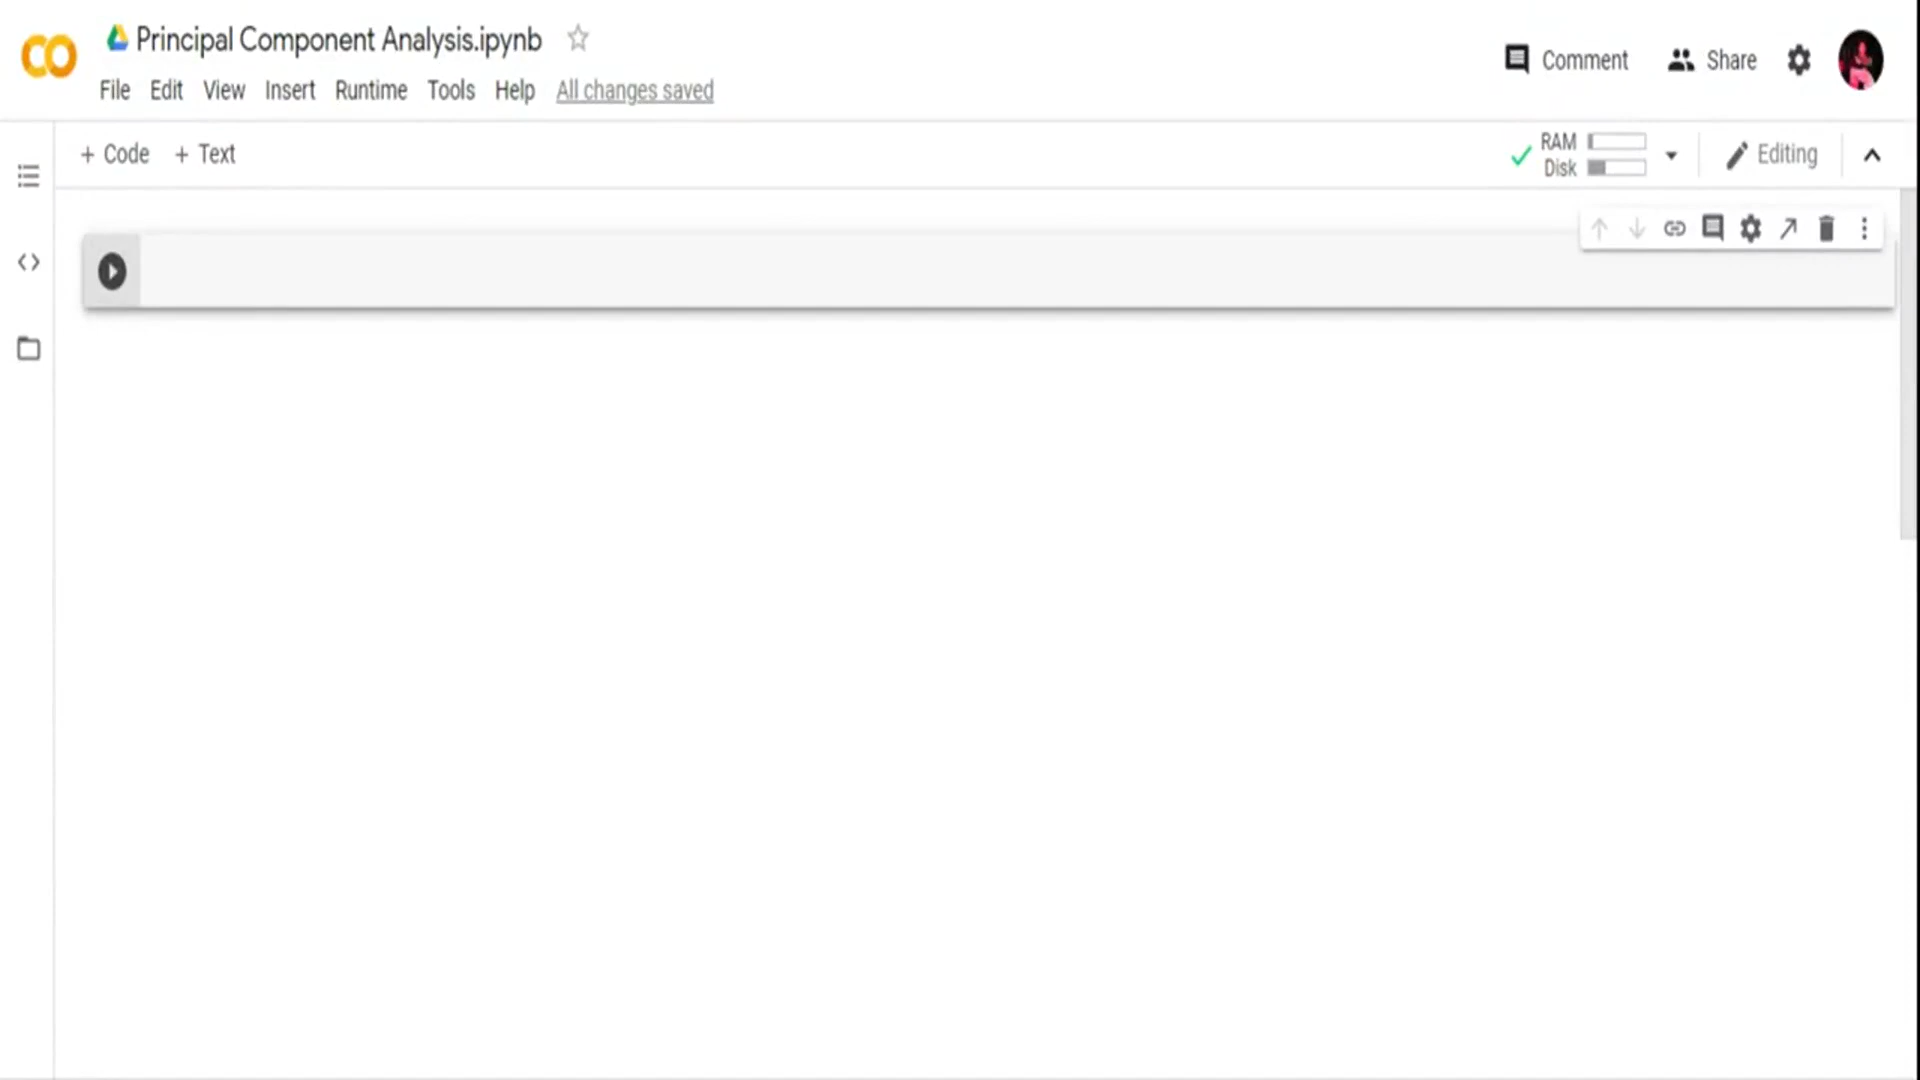 Principal Component Analysis.ipynb
File Edit View Insert Runtime Tools Help All changes saved
Comment Share
+ Code + Text
RAM
Disk
Editing